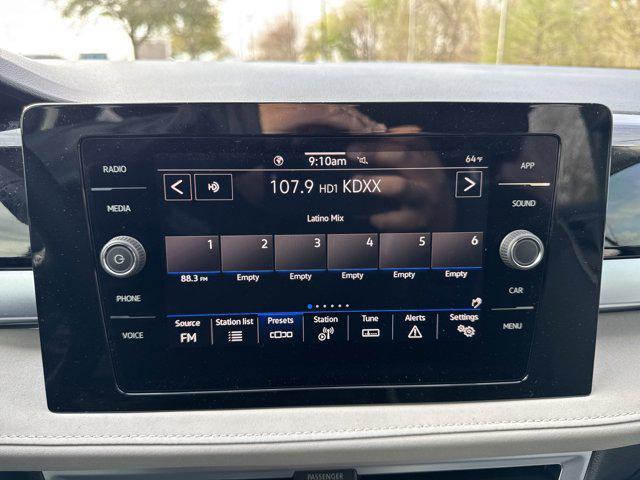 RADIO
MEDIA
PHONE
VOICE
9:10am
64°F
107.9 HD1 KDXX
Latino Mix
1 2 3 4 5 6
88.3 FM Empty Empty Empty Empty Empty
Source Station list Presets Station Tune Alerts Settings
FM
APP
SOUND
CAR
MENU
PASSENGER